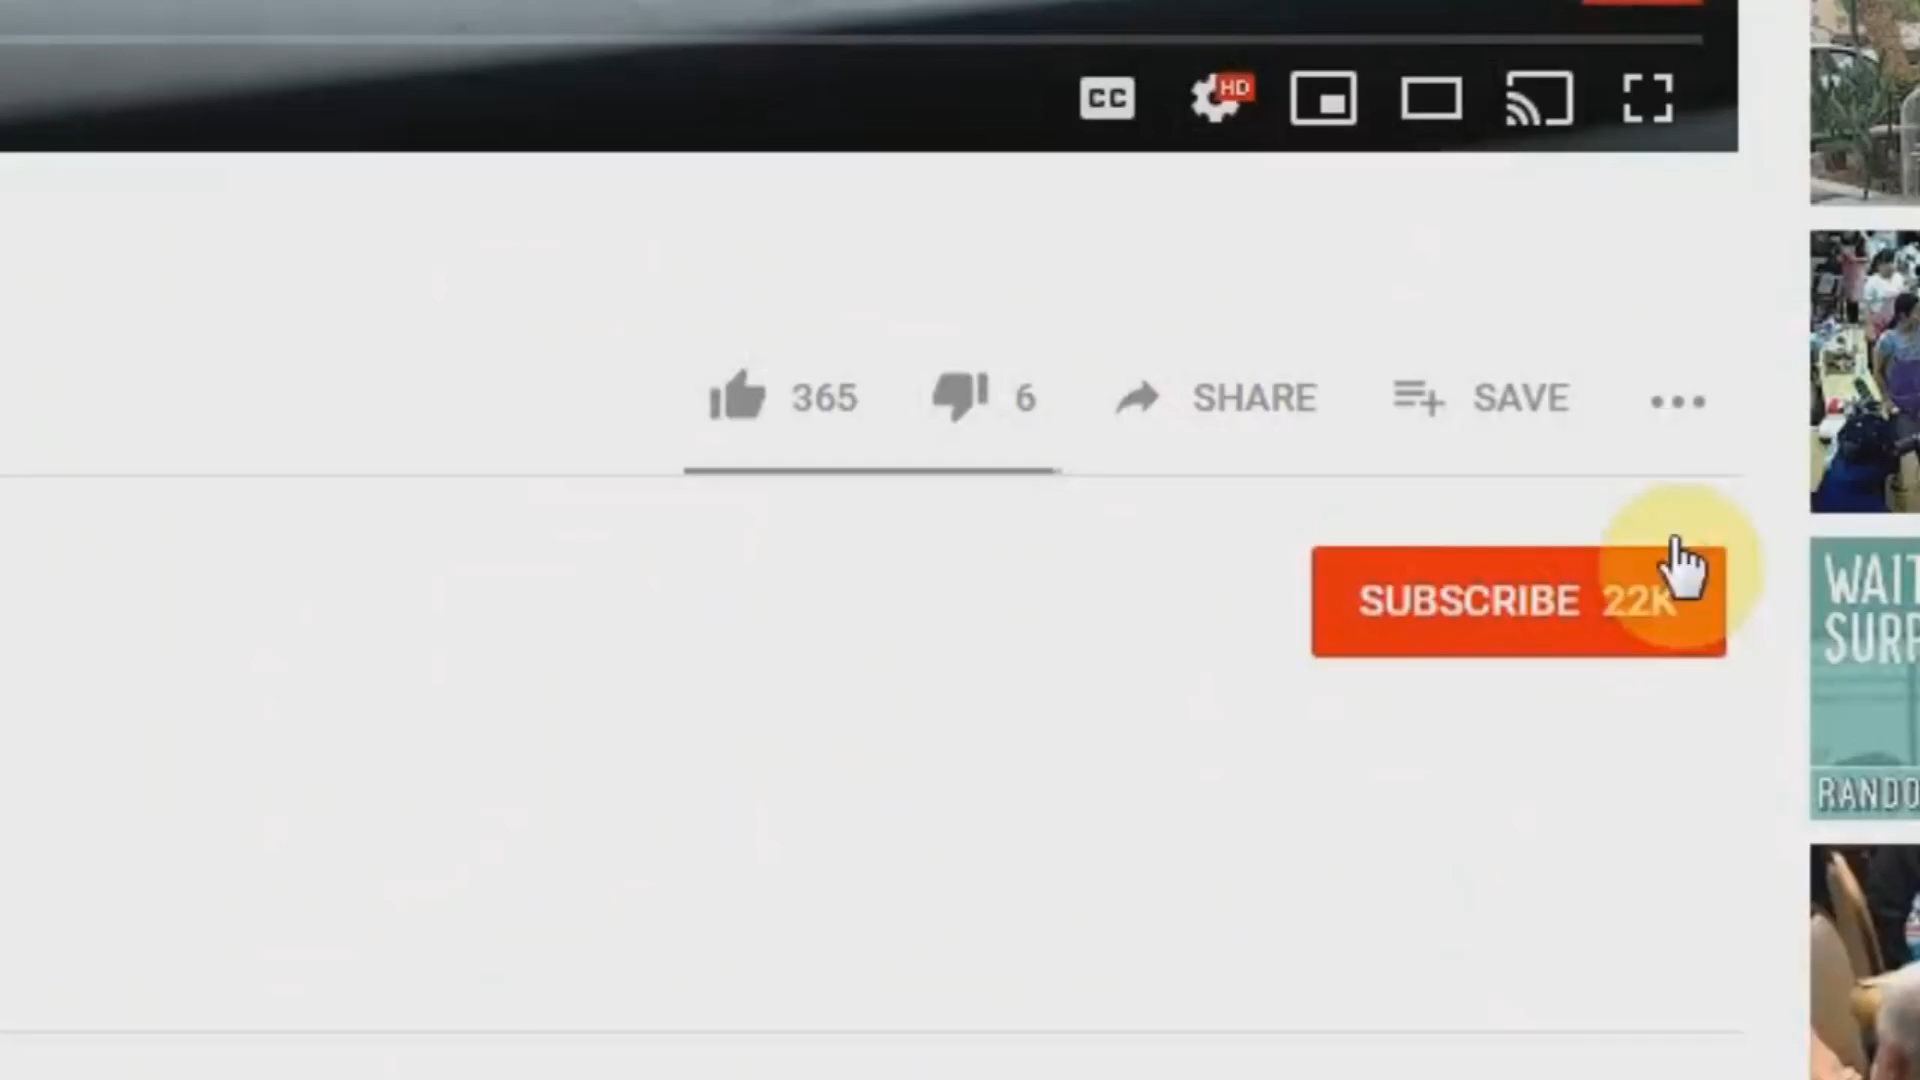 CC
HD
365 6 SHARE SAVE
SUBSCRIBE 22K
WAIT
SURP
RANDO